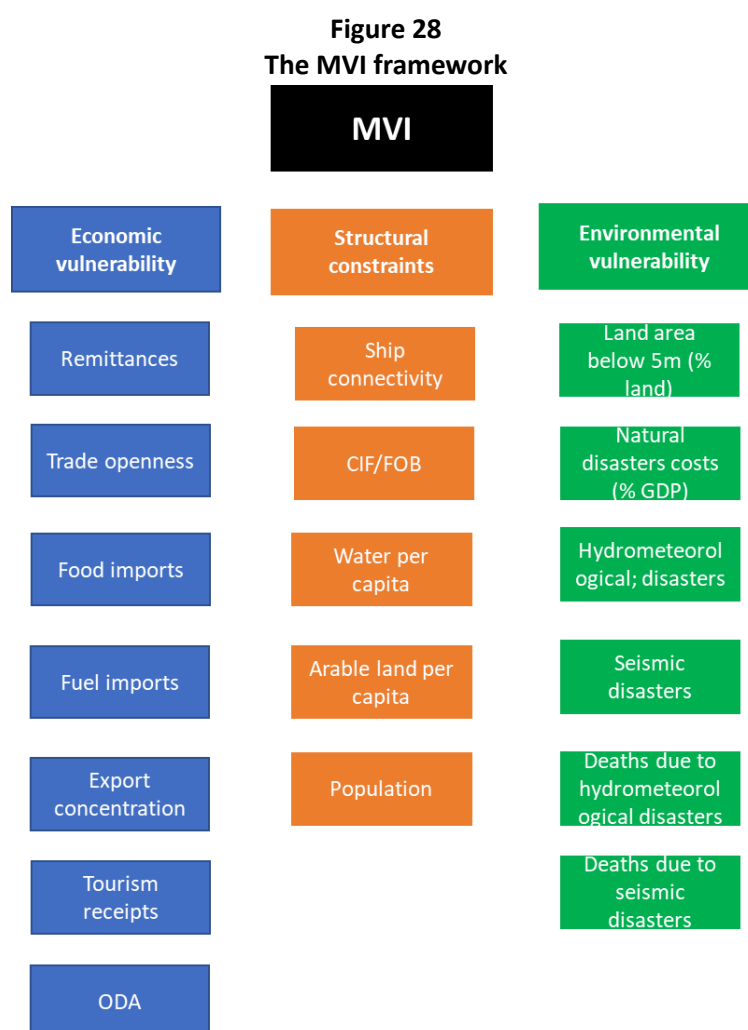 Figure 28
The MVI framework
MVI
Economic
vulnerability
Remittances
Trade openness
Food imports
Fuel imports
Export
concentration
Tourism
receipts
ODA
Structural
constraints
Ship
connectivity
CIF/FOB
Water per
capita
Arable land per
capita
Population
Environmental
vulnerability
Land area
below 5m (%
land)
Natural
disasters costs
(% GDP)
Hydrometeorol
ogical; disasters
Seismic
disasters
Deaths due to
hydrometeorol
ogical disasters
Deaths due to
seismic
disasters